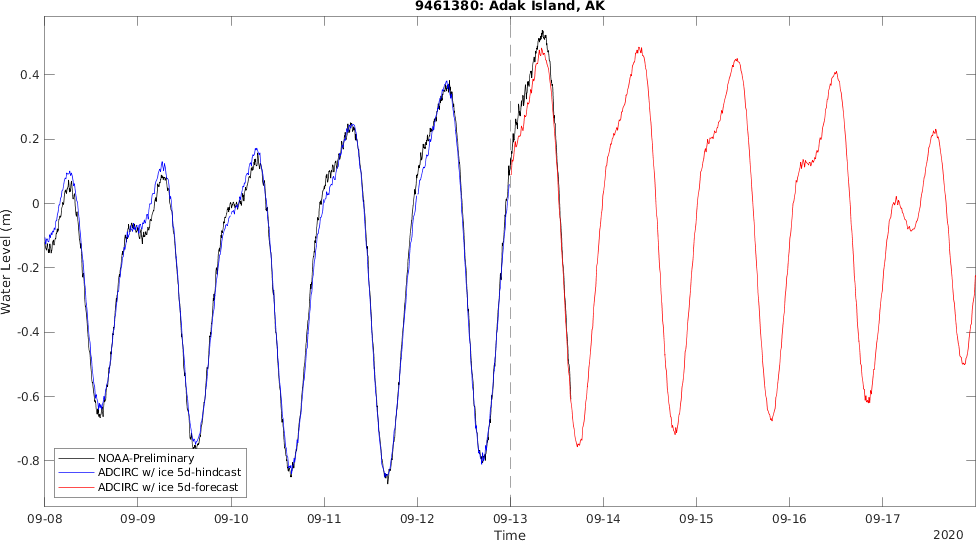 9461380: Adak Island, AK
Water Level (m)
0.4
0.2
0
-0.2
-0.4
-0.6
-0.8
NOAA-Preliminary
ADCIRC w/ ice 5d-hindcast
ADCIRC w/ ice 5d-forecast
09-08 09-09 09-10 09-11 09-12 09-13 09-14 09-15 09-16 09-17
Time
2020